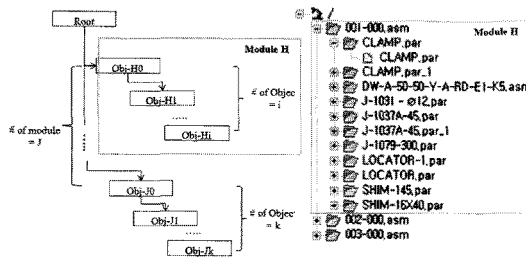 Root
Module H
Obj-H0
Obj-H1
Obj-Hi
# of Objec
= i
# of module
= J
Obj-J0
Obj-J1
Obj-Jk
# of Objec
= k
/
001-000.asm
Module H
CLAMP.par
CLAMP.par
CLAMP.par_1
DW-A-50-50-Y-A-RD-E1-K5.asm
J-1031 - ⌀12.par
J-1037A-45.par
J-1037A-45.par_1
J-1079-300.par
LOCATOR-1.par
LOCATOR.par
SHIM-145.par
SHIM-16X40.par
002-000.asm
003-000.asm